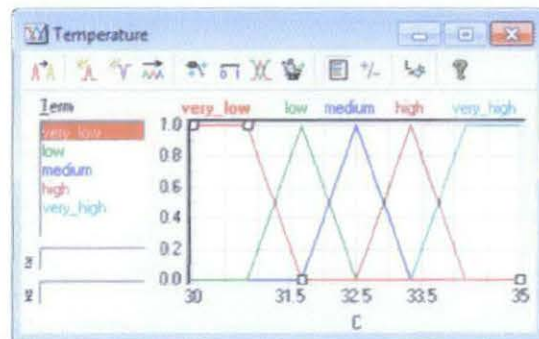 Temperature
Term
very_low
low
medium
high
very_high
very_low low medium high very_high
1.0
0.8
0.6
0.4
0.2
0.0
30 31.5 32.5 33.5 35
C